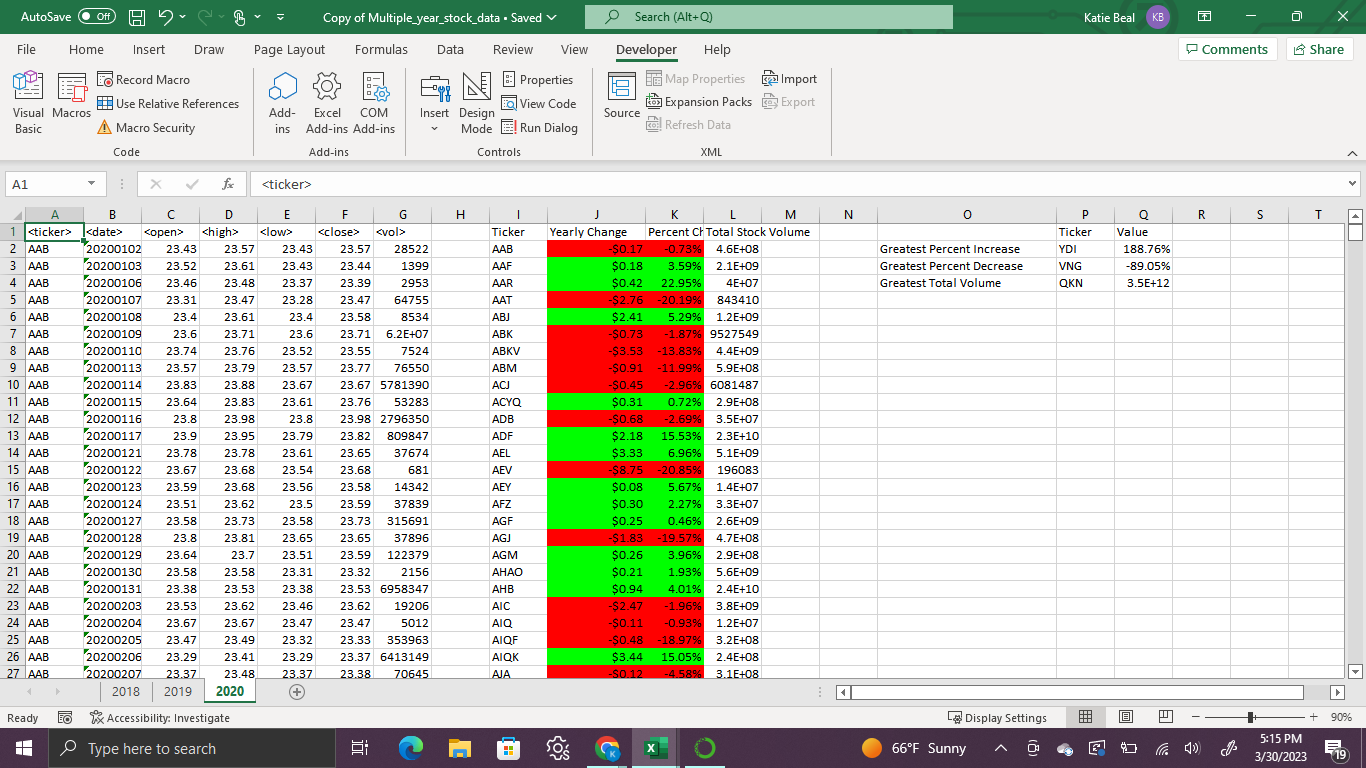 AutoSave Off Copy of Multiple_year_stock_data • Saved Search (Alt+Q) Katie Beal KB
File Home Insert Draw Page Layout Formulas Data Review View Developer Help Comments Share
Visual Basic Macros Record Macro Use Relative References Macro Security Add-ins Excel Add-ins COM Add-ins Insert Design Mode Properties View Code Run Dialog Source Map Properties Expansion Packs Refresh Data Import Export
Code Add-ins Controls XML
A1 fx <ticker>
A B C D E F G H I J K L M N O P Q R S T
1 <ticker> <date> <open> <high> <low> <close> <vol> Ticker Yearly Change Percent Ch Total Stock Volume Ticker Value
2 AAB 20200102 23.43 23.57 23.43 23.57 28522 AAB -$0.17 -0.73% 4.6E+08 Greatest Percent Increase YDI 188.76%
3 AAB 20200103 23.52 23.61 23.43 23.44 1399 AAF $0.18 3.59% 2.1E+09 Greatest Percent Decrease VNG -89.05%
4 AAB 20200106 23.46 23.48 23.37 23.39 2953 AAR $0.42 22.95% 4E+07 Greatest Total Volume QKN 3.5E+12
5 AAB 20200107 23.31 23.47 23.28 23.47 64755 AAT -$2.76 -20.19% 843410
6 AAB 20200108 23.4 23.61 23.4 23.58 8534 ABJ $2.41 5.29% 1.2E+09
7 AAB 20200109 23.6 23.71 23.6 23.71 6.2E+07 ABK -$0.73 -1.87% 9527549
8 AAB 20200110 23.74 23.76 23.52 23.55 7524 ABKV -$3.53 -13.83% 4.4E+09
9 AAB 20200113 23.57 23.79 23.57 23.77 76550 ABM -$0.91 -11.99% 5.9E+08
10 AAB 20200114 23.83 23.88 23.67 23.67 5781390 ACJ -$0.45 -2.96% 6081487
11 AAB 20200115 23.64 23.83 23.61 23.76 53283 ACYQ $0.31 0.72% 2.9E+08
12 AAB 20200116 23.8 23.98 23.8 23.98 2796350 ADB -$0.68 -2.69% 3.5E+07
13 AAB 20200117 23.9 23.95 23.79 23.82 809847 ADF $2.18 15.53% 2.3E+10
14 AAB 20200121 23.78 23.78 23.61 23.65 37674 AEL $3.33 6.96% 5.1E+09
15 AAB 20200122 23.67 23.68 23.54 23.68 681 AEV -$8.75 -20.85% 196083
16 AAB 20200123 23.59 23.68 23.56 23.58 14342 AEY $0.08 5.67% 1.4E+07
17 AAB 20200124 23.51 23.62 23.5 23.59 37839 AFZ $0.30 2.27% 3.3E+07
18 AAB 20200127 23.58 23.73 23.58 23.73 315691 AGF $0.25 0.46% 2.6E+09
19 AAB 20200128 23.8 23.81 23.65 23.65 37896 AGJ -$1.83 -19.57% 4.7E+08
20 AAB 20200129 23.64 23.7 23.51 23.59 122379 AGM $0.26 3.96% 2.9E+08
21 AAB 20200130 23.58 23.58 23.31 23.32 2156 AHAO $0.21 1.93% 5.6E+09
22 AAB 20200131 23.38 23.53 23.38 23.53 6958347 AHB $0.94 4.01% 2.4E+10
23 AAB 20200203 23.53 23.62 23.46 23.62 19206 AIC -$2.47 -1.96% 3.8E+09
24 AAB 20200204 23.67 23.67 23.47 23.47 5012 AIQ -$0.11 -0.93% 1.2E+07
25 AAB 20200205 23.47 23.49 23.32 23.33 353963 AIQF -$0.48 -18.97% 3.2E+08
26 AAB 20200206 23.29 23.41 23.29 23.37 6413149 AIQK $3.44 15.05% 2.4E+08
27 AAB 20200207 23.37 23.48 23.37 23.38 70645 AJA -$0.12 -4.58% 3.1E+08
2018 2019 2020
Ready Accessibility: Investigate Display Settings 90%
Type here to search 66°F Sunny 5:15 PM
3/30/2023 19